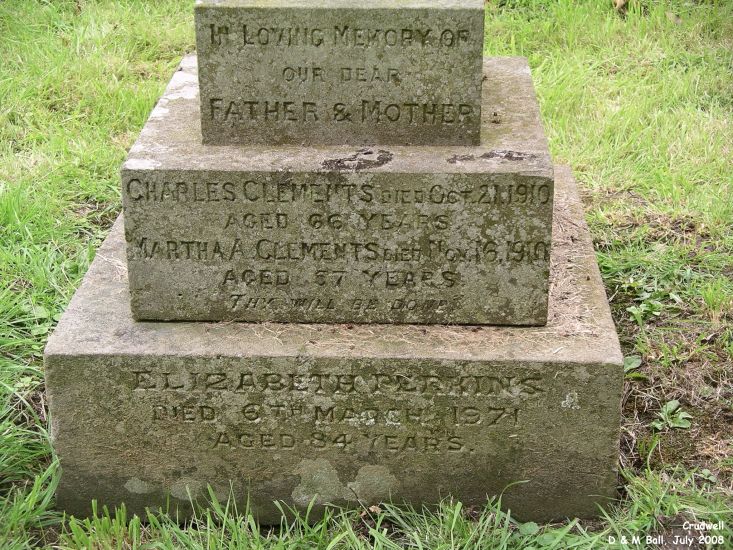 IN LOVING MEMORY OF
OUR DEAR
FATHER & MOTHER
CHARLES CLEMENTS DIED OCT. 21. 1910
AGED 66 YEARS
MARTHA A. CLEMENTS DIED NOV. 16. 1910
AGED 67 YEARS
THY WILL BE DONE
ELIZABETH PERKINS
DIED 6TH MARCH 1971
AGED 84 YEARS.
Crudwell
D & M Ball, July 2008